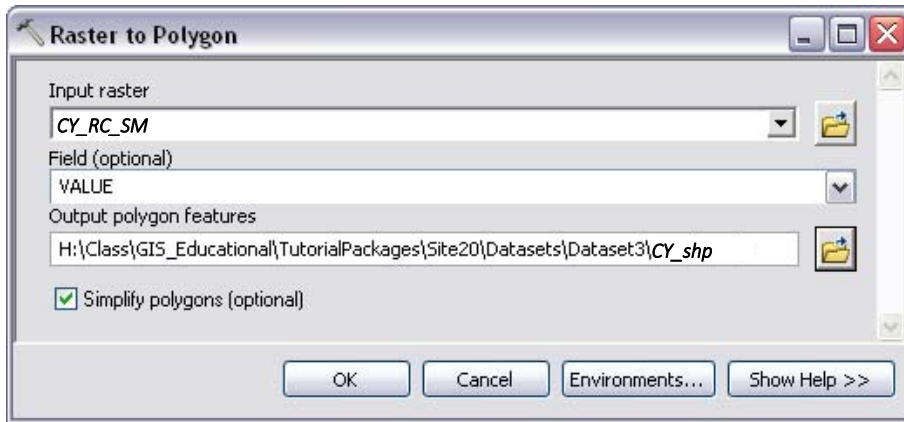 Raster to Polygon
Input raster
CY_RC_SM
Field (optional)
VALUE
Output polygon features
H:\Class\GIS_Educational\TutorialPackages\Site20\Datasets\Dataset3\CY_shp
Simplify polygons (optional)
OK Cancel Environments... Show Help >>